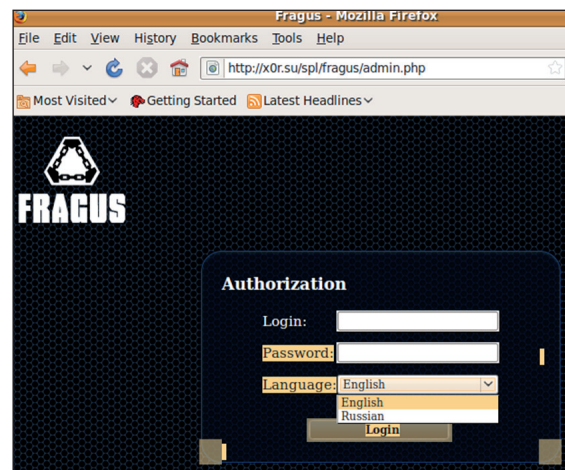 Fragus - Mozilla Firefox
File Edit View History Bookmarks Tools Help
http://x0r.su/spl/fragus/admin.php
Most Visited Getting Started Latest Headlines
FRAGUS
Authorization
Login:
Password:
Language: English
English
Russian
Login